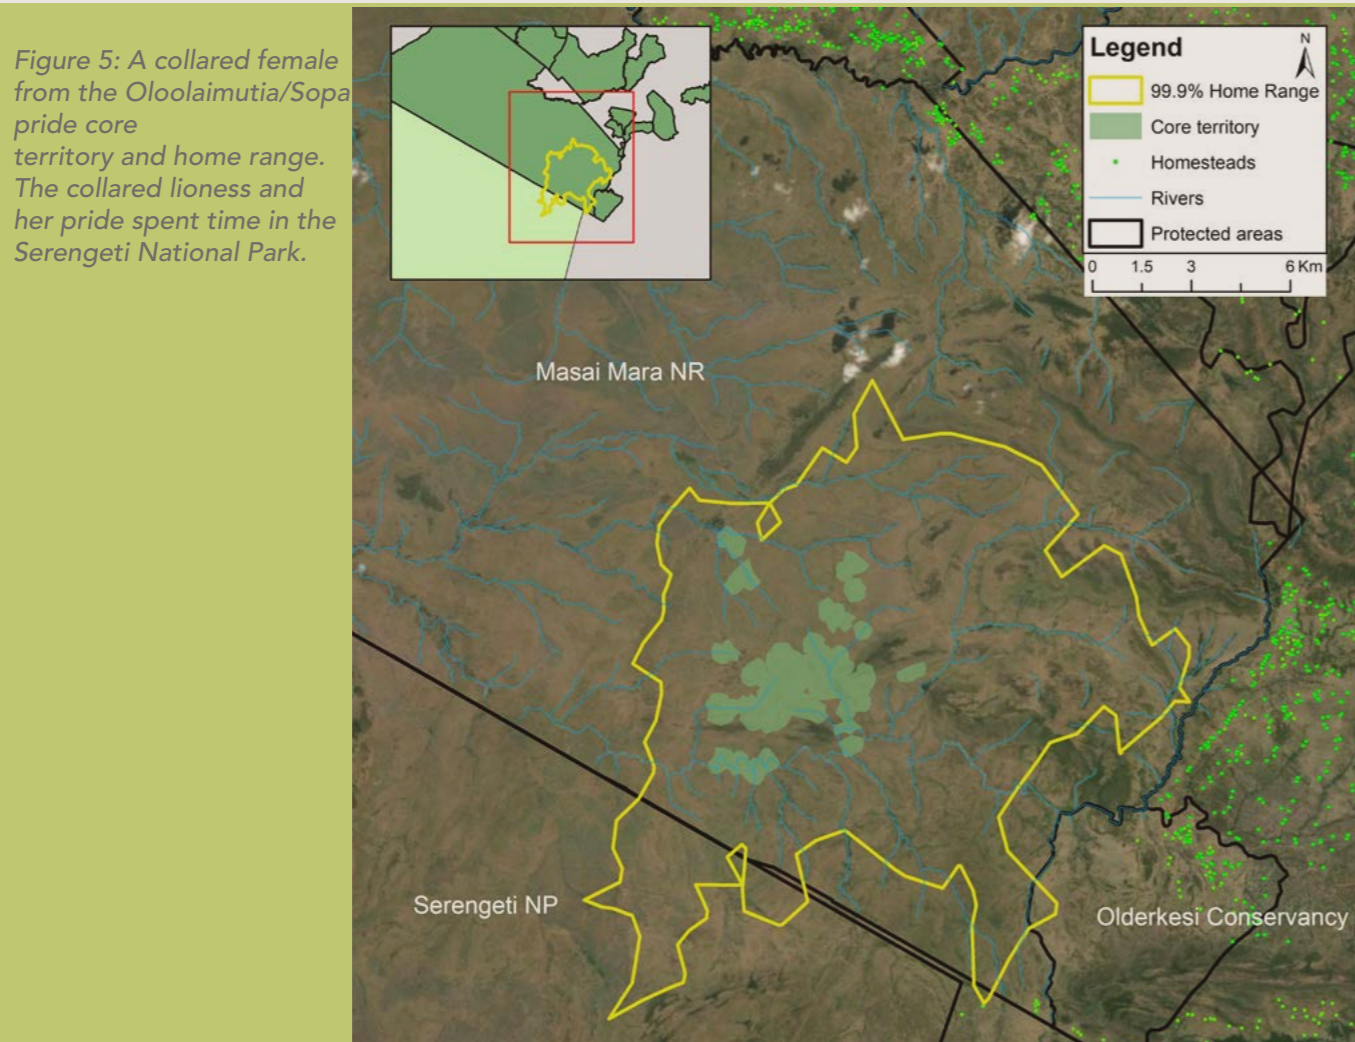 Figure 5: A collared female
from the Oloolaimutia/Sopa
pride core
territory and home range.
The collared lioness and
her pride spent time in the
Serengeti National Park.
Legend
N
99.9% Home Range
Core territory
Homesteads
Rivers
Protected areas
0 1.5 3 6 Km
Masai Mara NR
Serengeti NP
Olderkesi Conservancy